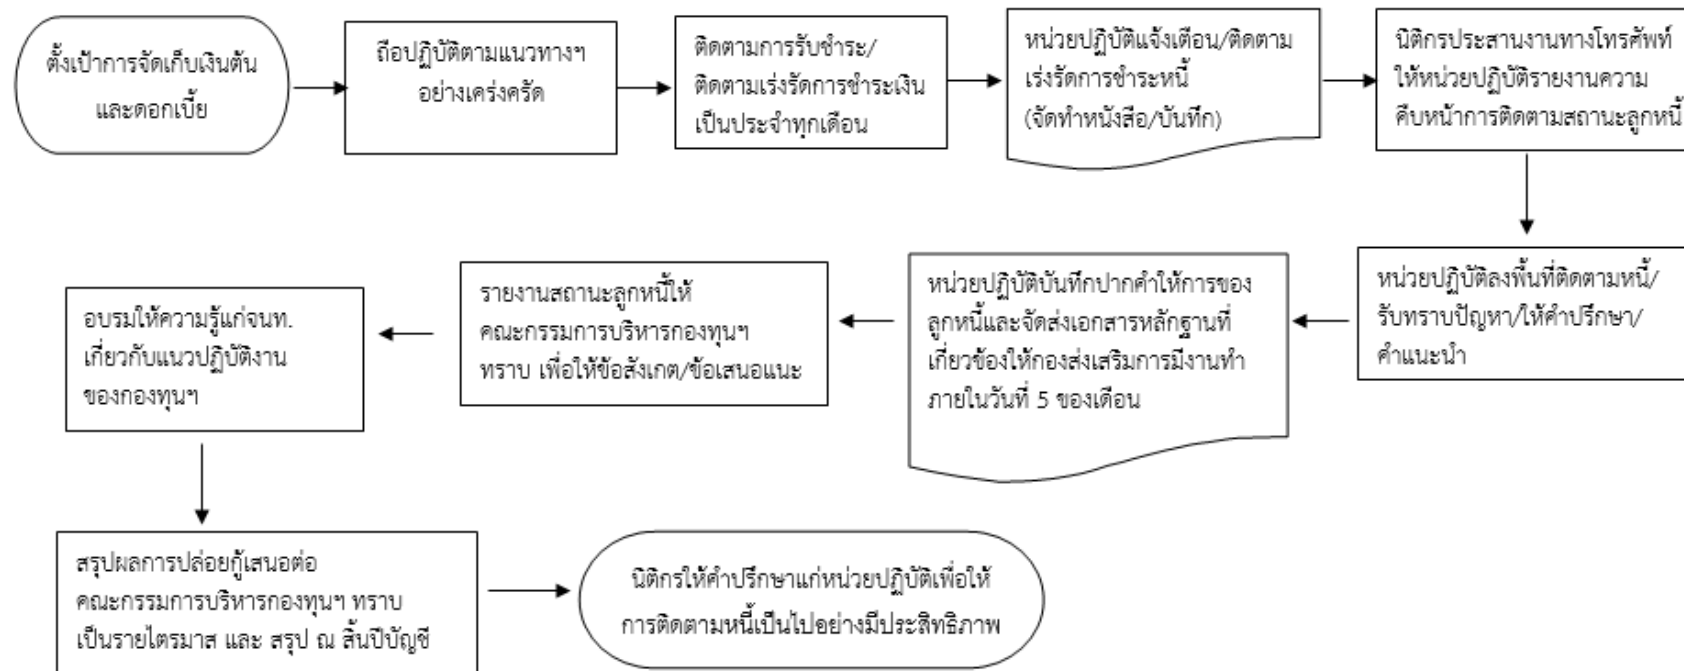 ตั้งเป้าการจัดเก็บเงินต้น
และดอกเบี้ย
ถือปฏิบัติตามแนวทางฯ
อย่างเคร่งครัด
ติดตามการรับชำระ/
ติดตามเร่งรัดการชำระเงิน
เป็นประจำทุกเดือน
หน่วยปฏิบัติแจ้งเตือน/ติดตาม
เร่งรัดการชำระหนี้
(จัดทำหนังสือ/บันทึก)
นิติกรประสานงานทางโทรศัพท์
ให้หน่วยปฏิบัติรายงานความ
คืบหน้าการติดตามสถานะลูกหนี้
หน่วยปฏิบัติลงพื้นที่ติดตามหนี้/
รับทราบปัญหา/ให้คำปรึกษา/
คำแนะนำ
หน่วยปฏิบัติบันทึกปากคำให้การของ
ลูกหนี้และจัดส่งเอกสารหลักฐานที่
เกี่ยวข้องให้กองส่งเสริมการมีงานทำ
ภายในวันที่ 5 ของเดือน
รายงานสถานะลูกหนี้ให้
คณะกรรมการบริหารกองทุนฯ
ทราบ เพื่อให้ข้อสังเกต/ข้อเสนอแนะ
อบรมให้ความรู้แก่จนท.
เกี่ยวกับแนวปฏิบัติงาน
ของกองทุนฯ
สรุปผลการปล่อยกู้เสนอต่อ
คณะกรรมการบริหารกองทุนฯ ทราบ
เป็นรายไตรมาส และ สรุป ณ สิ้นปีบัญชี
นิติกรให้คำปรึกษาแก่หน่วยปฏิบัติเพื่อให้
การติดตามหนี้เป็นไปอย่างมีประสิทธิภาพ